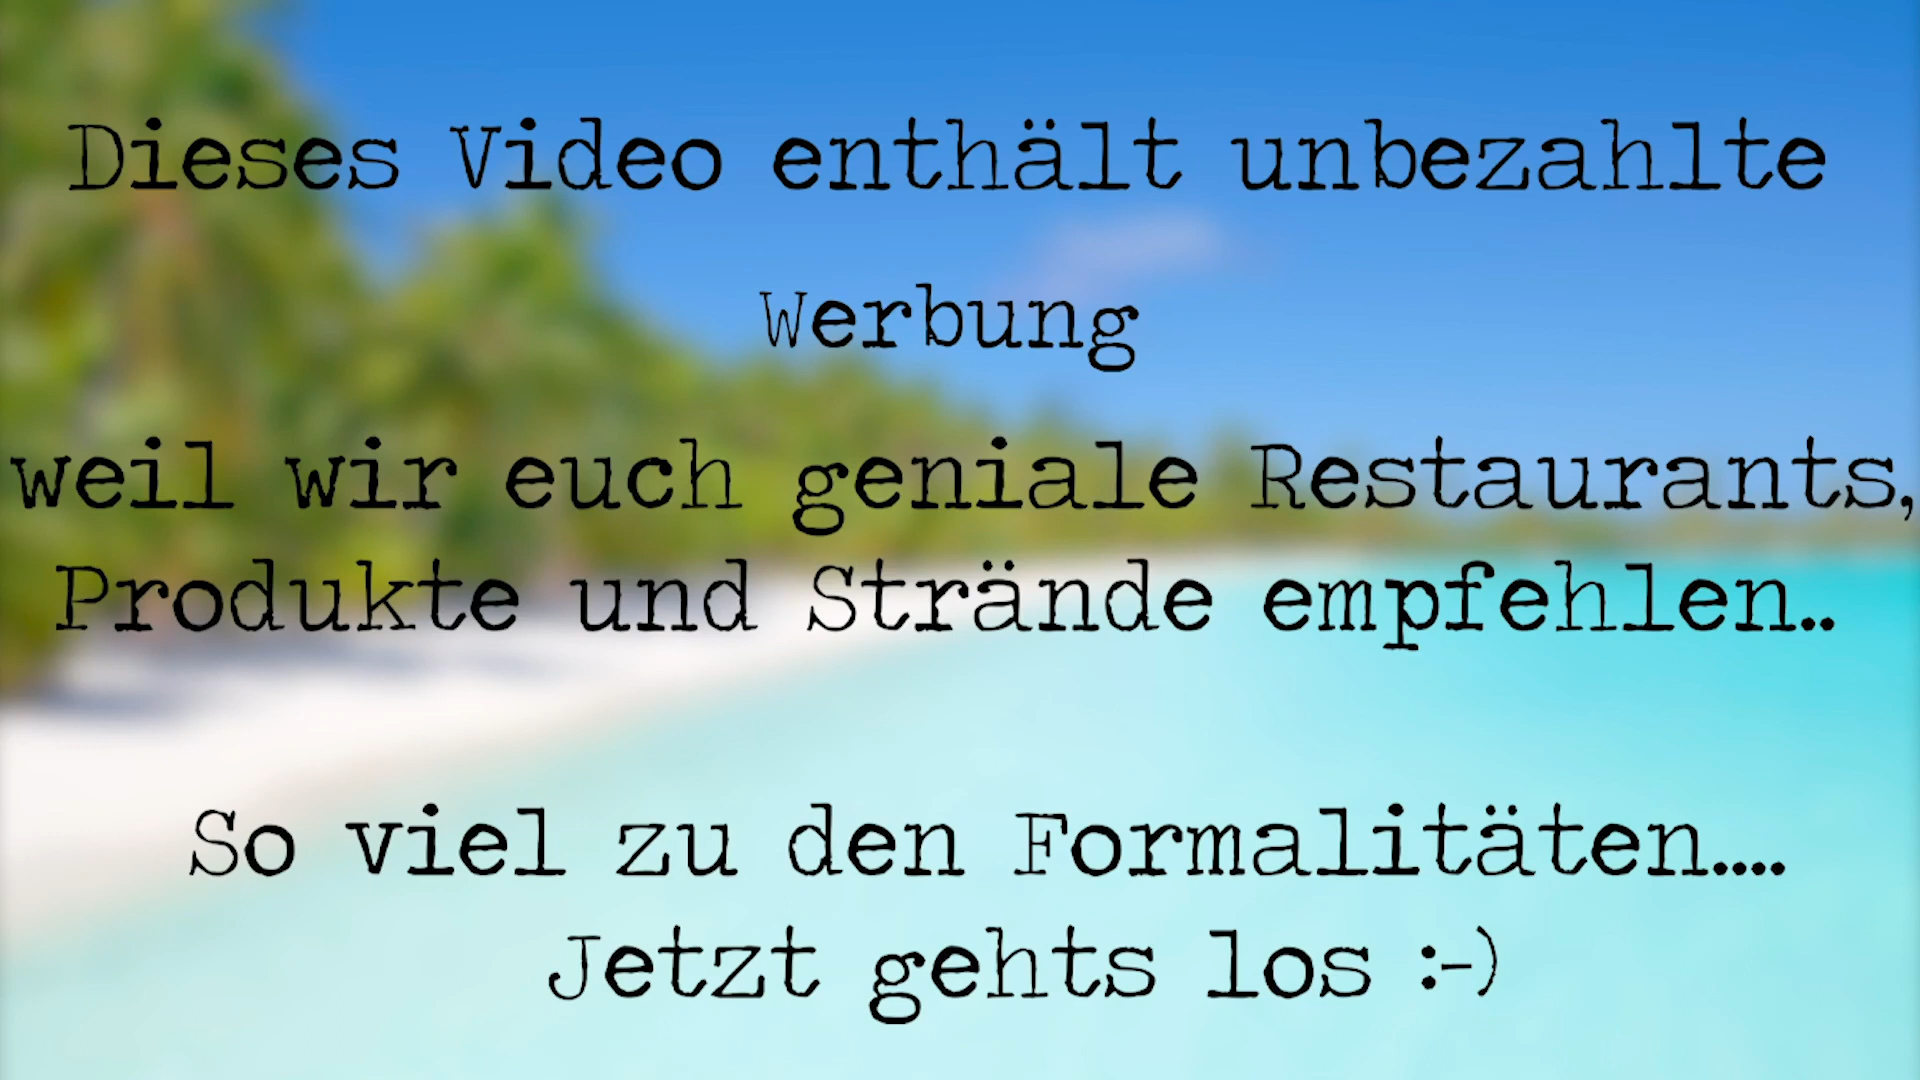 Dieses Video enthält unbezahlte
Werbung
weil wir euch geniale Restaurants,
Produkte und Strände empfehlen..
So viel zu den Formalitäten....
Jetzt gehts los :-)